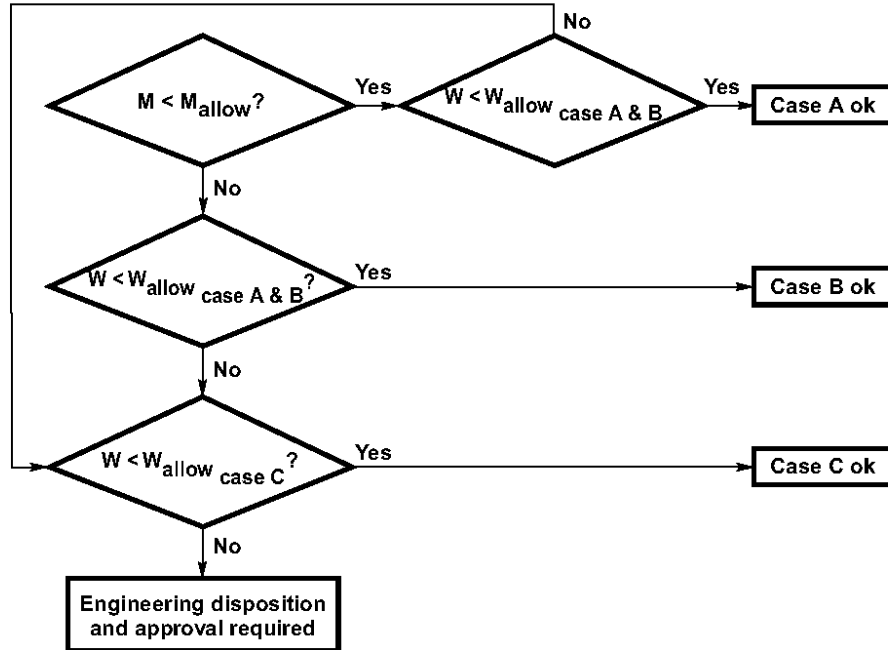 No
M < Mallow?
Yes
W < Wallow case A & B
Yes
Case A ok
No
W < Wallow case A & B?
Yes
Case B ok
No
W < Wallow case C?
Yes
Case C ok
No
Engineering disposition
and approval required